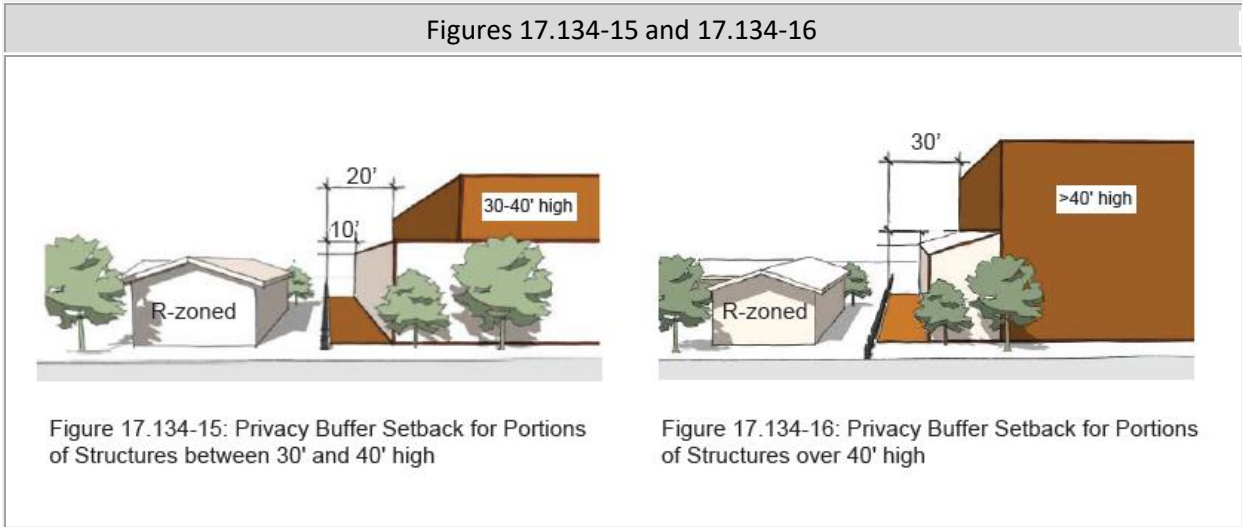 Figures 17.134-15 and 17.134-16
20'
10'
30-40' high
R-zoned
Figure 17.134-15: Privacy Buffer Setback for Portions
of Structures between 30' and 40' high
30'
>40' high
R-zoned
Figure 17.134-16: Privacy Buffer Setback for Portions
of Structures over 40' high